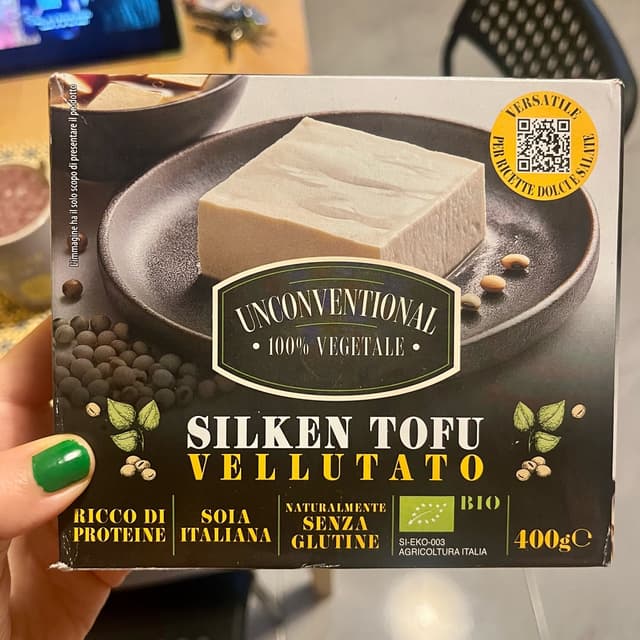 L'immagine ha il solo scopo di presentare il prodotto
VERSATILE
PER RICETTE DOLCI E SALATE
UNCONVENTIONAL
• 100% VEGETALE •
SILKEN TOFU
VELLUTATO
RICCO DI
PROTEINE
SOIA
ITALIANA
NATURALMENTE
SENZA
GLUTINE
BIO
SI-EKO-003
AGRICOLTURA ITALIA
400g℮